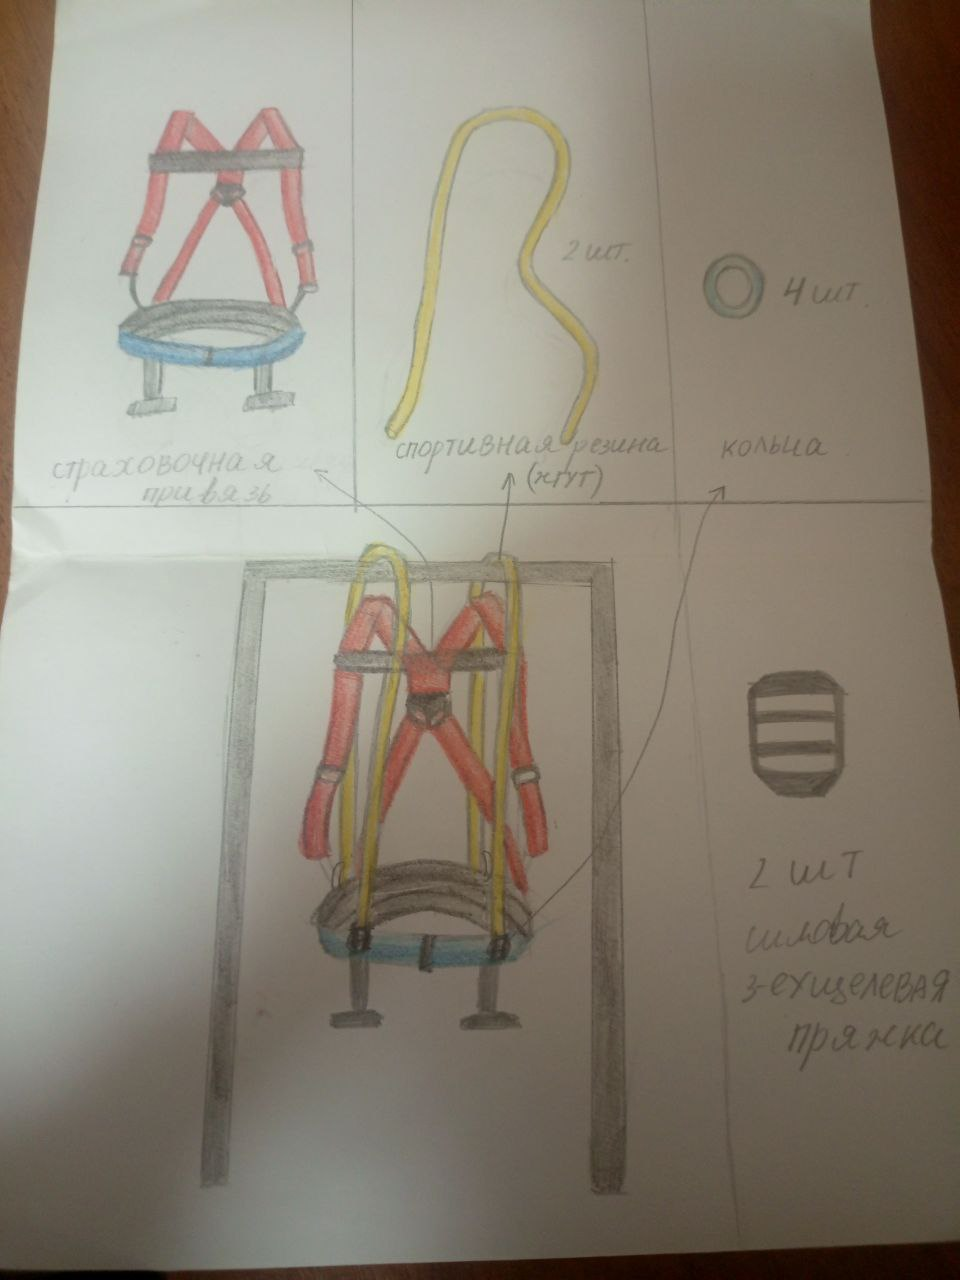 2 шт.
4 шт.
страховочная
привязь
спортивная резина
(жгут)
кольца
2 шт
силовая
3-ехщелевая
пряжка